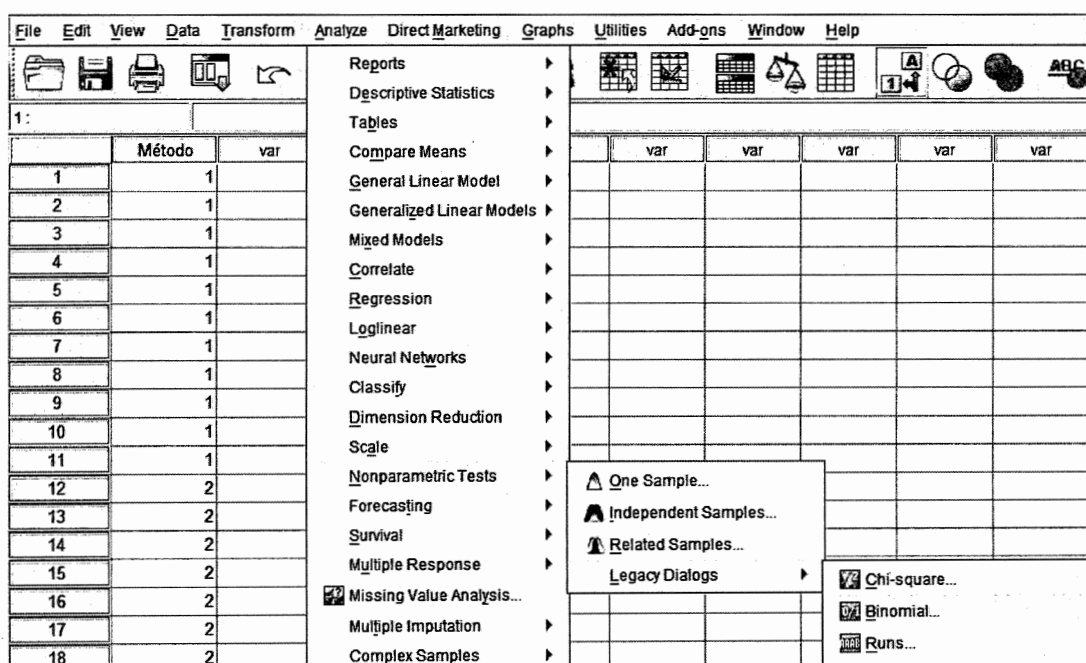 File Edit View Data Transform Analyze Direct Marketing Graphs Utilities Add-ons Window Help
A
1
ABC
1 :
Método var var var var var var
1 1
2 1
3 1
4 1
5 1
6 1
7 1
8 1
9 1
10 1
11 1
12 2
13 2
14 2
15 2
16 2
17 2
18 2
Reports
Descriptive Statistics
Tables
Compare Means
General Linear Model
Generalized Linear Models
Mixed Models
Correlate
Regression
Loglinear
Neural Networks
Classify
Dimension Reduction
Scale
Nonparametric Tests
Forecasting
Survival
Multiple Response
Missing Value Analysis...
Multiple Imputation
Complex Samples
One Sample...
Independent Samples...
Related Samples...
Legacy Dialogs
Chi-square...
Binomial...
Runs...